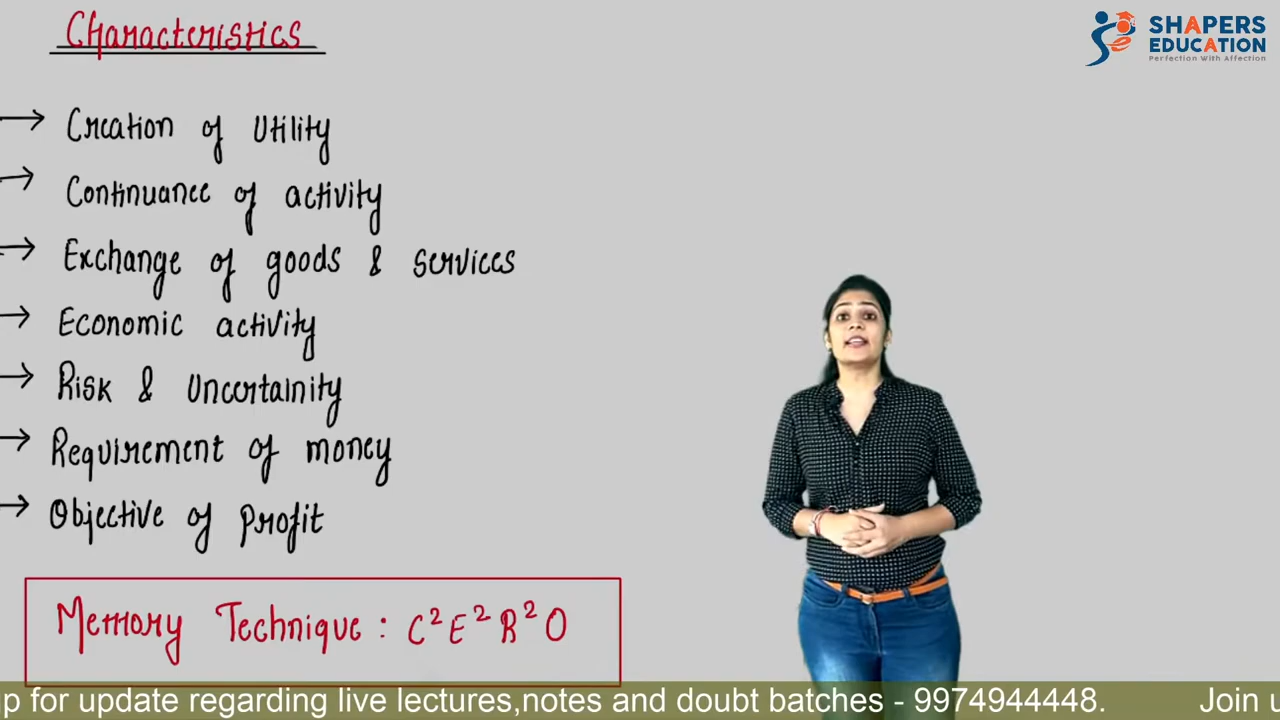 Characteristics
SHAPERS
EDUCATION
Perfection With Affection
→ Creation of utility
→ Continuance of activity
→ Exchange of goods & services
→ Economic activity
→ Risk & Uncertainity
→ Requirement of money
→ Objective of profit
Memory Technique : C²E²R²O
p for update regarding live lectures,notes and doubt batches - 9974944448. Join u